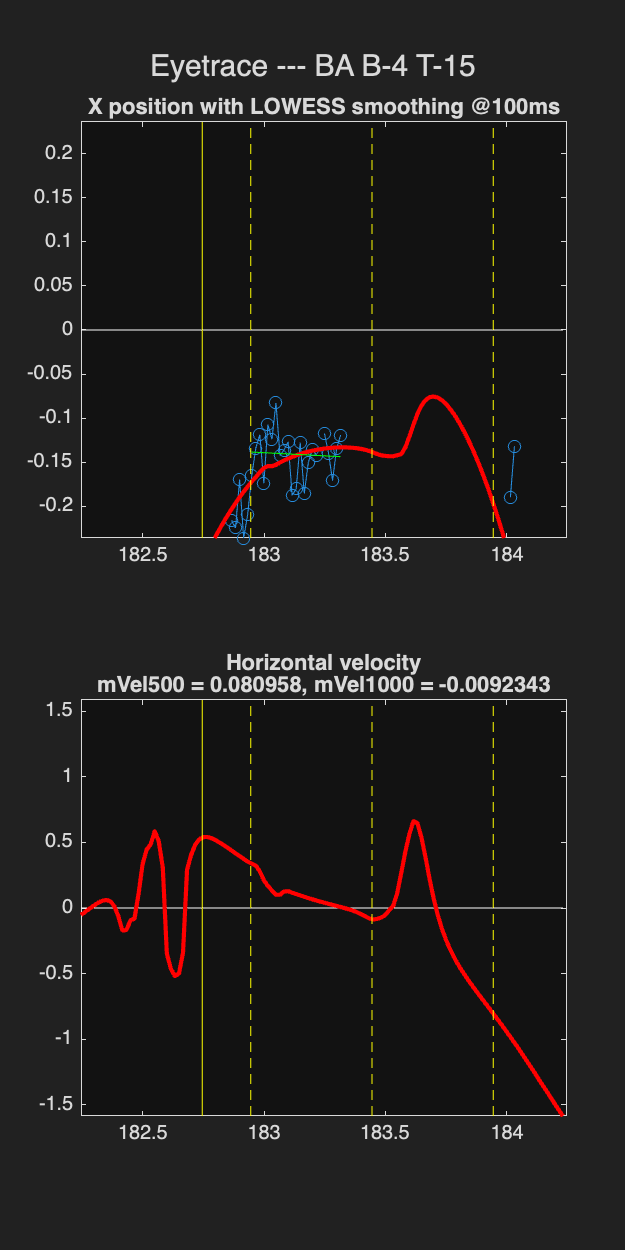 Eyetrace --- BA B-4 T-15
X position with LOWESS smoothing @100ms
0.2
0.15
0.1
0.05
0
-0.05
-0.1
-0.15
-0.2
182.5 183 183.5 184
Horizontal velocity
mVel500 = 0.080958, mVel1000 = -0.0092343
1.5
1
0.5
0
-0.5
-1
-1.5
182.5 183 183.5 184